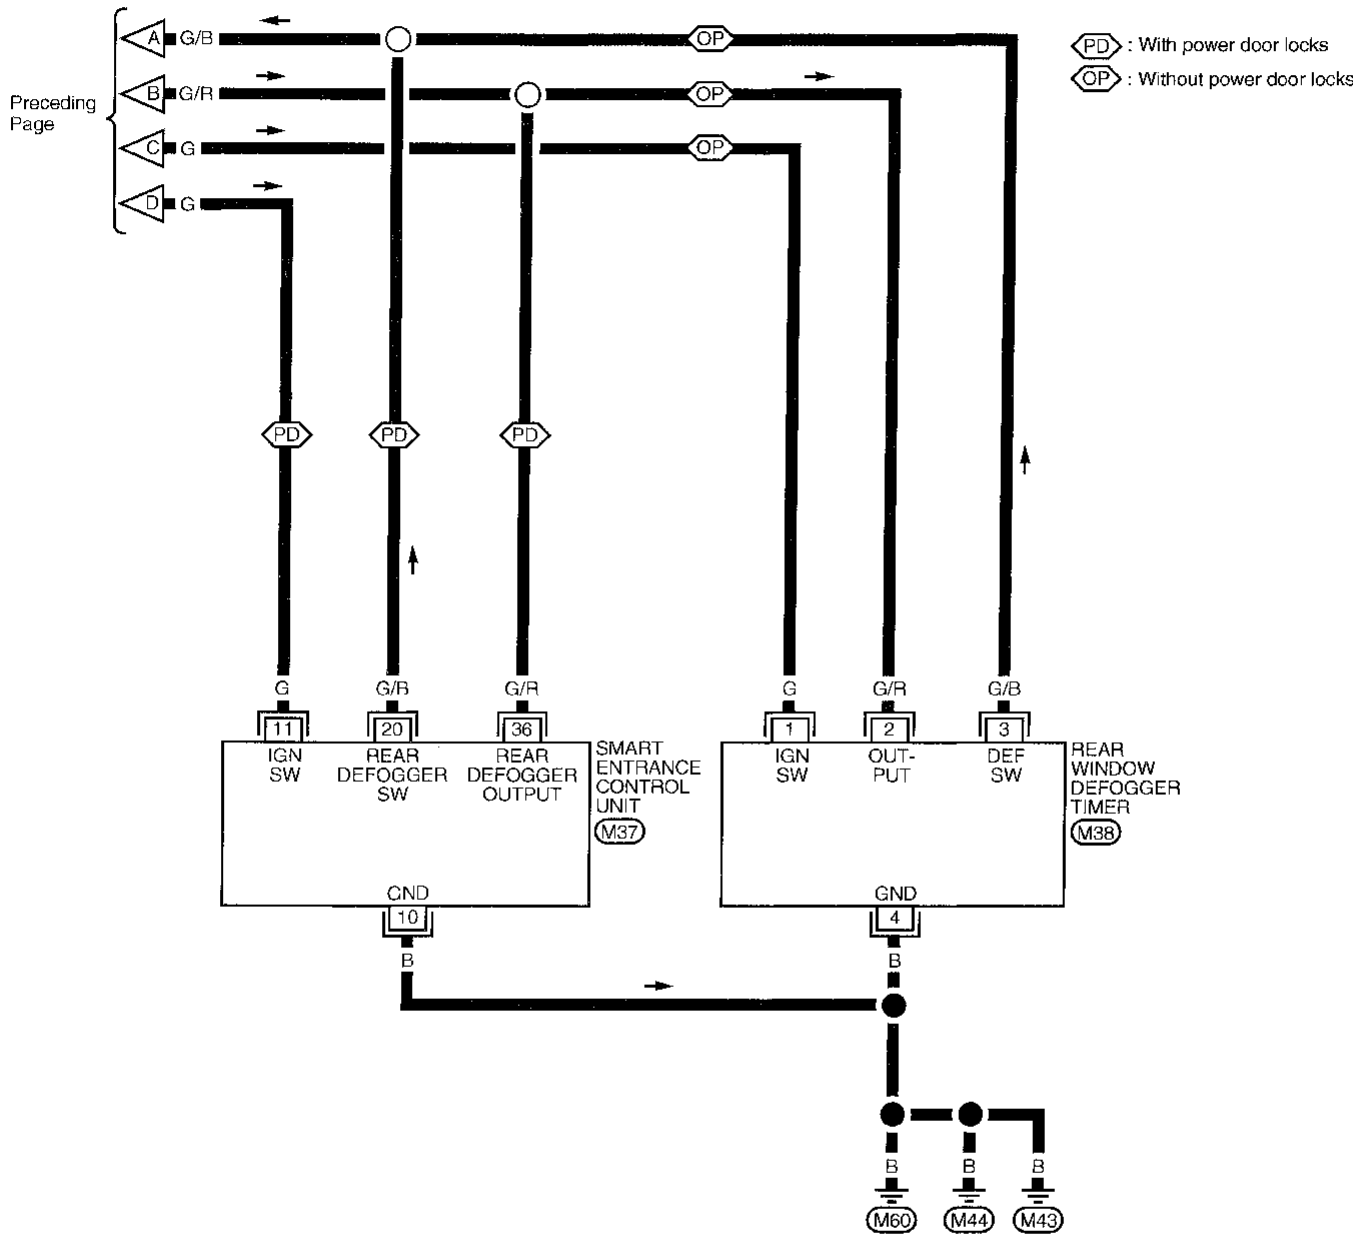 A G/B OP
PD : With power door locks
OP : Without power door locks
B G/R OP
Preceding
Page
C G OP
D G
PD PD PD
G G/B G/R G G/R G/B
11 20 36 1 2 3
IGN
SW
REAR
DEFOGGER
SW
REAR
DEFOGGER
OUTPUT
SMART
ENTRANCE
CONTROL
UNIT
M37
IGN
SW
OUT-
PUT
DEF
SW
REAR
WINDOW
DEFOGGER
TIMER
M38
GND GND
10 4
B B
B B B
M60 M44 M43